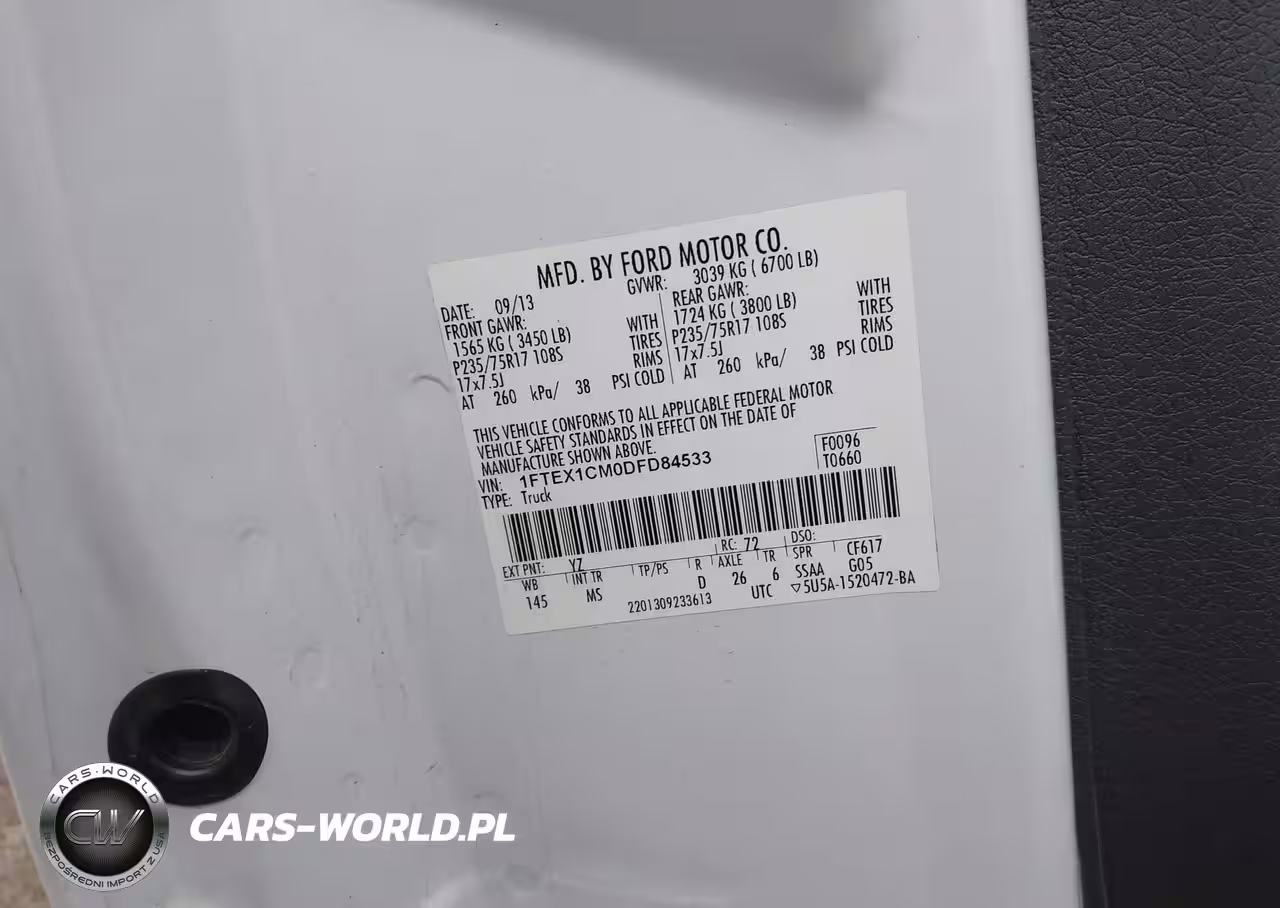 MFD. BY FORD MOTOR CO.
DATE: 09/13 GVWR: 3039 KG ( 6700 LB)
FRONT GAWR: REAR GAWR:
1565 KG ( 3450 LB) WITH 1724 KG ( 3800 LB) WITH
P235/75R17 108S TIRES P235/75R17 108S TIRES
17x7.5J RIMS 17x7.5J RIMS
AT 260 kPa/ 38 PSI COLD AT 260 kPa/ 38 PSI COLD
THIS VEHICLE CONFORMS TO ALL APPLICABLE FEDERAL MOTOR
VEHICLE SAFETY STANDARDS IN EFFECT ON THE DATE OF
MANUFACTURE SHOWN ABOVE.
VIN: 1FTEX1CM0DFD84533 F0096
TYPE: Truck T0660
EXT PNT: YZ RC: 72 DSO:
WB INT TR TP/PS R AXLE TR SPR CF617
145 MS D 26 6 SSAA G05
2201309233613 UTC ▽5U5A-1520472-BA
CARS-WORLD
CW
BEZPOŚREDNI IMPORT Z USA
CARS-WORLD.PL